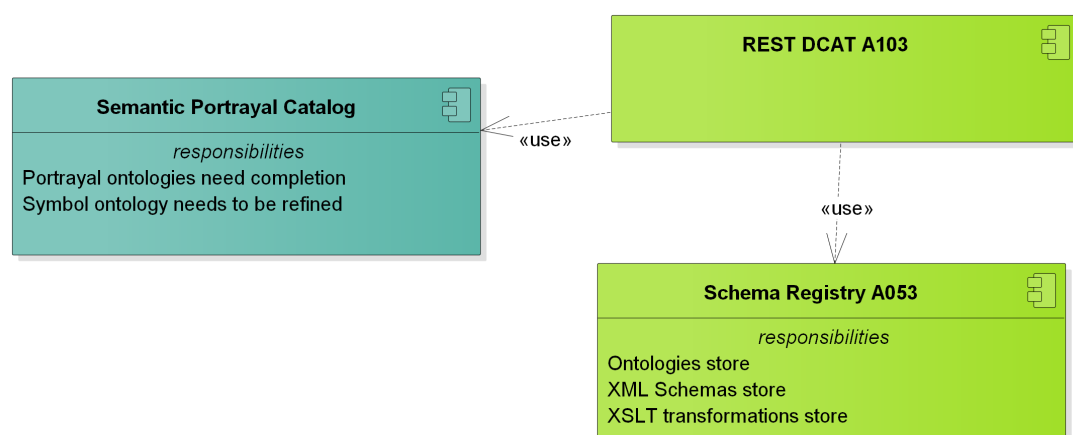 REST DCAT A103
Semantic Portrayal Catalog
responsibilities
Portrayal ontologies need completion
Symbol ontology needs to be refined
«use»
«use»
Schema Registry A053
responsibilities
Ontologies store
XML Schemas store
XSLT transformations store